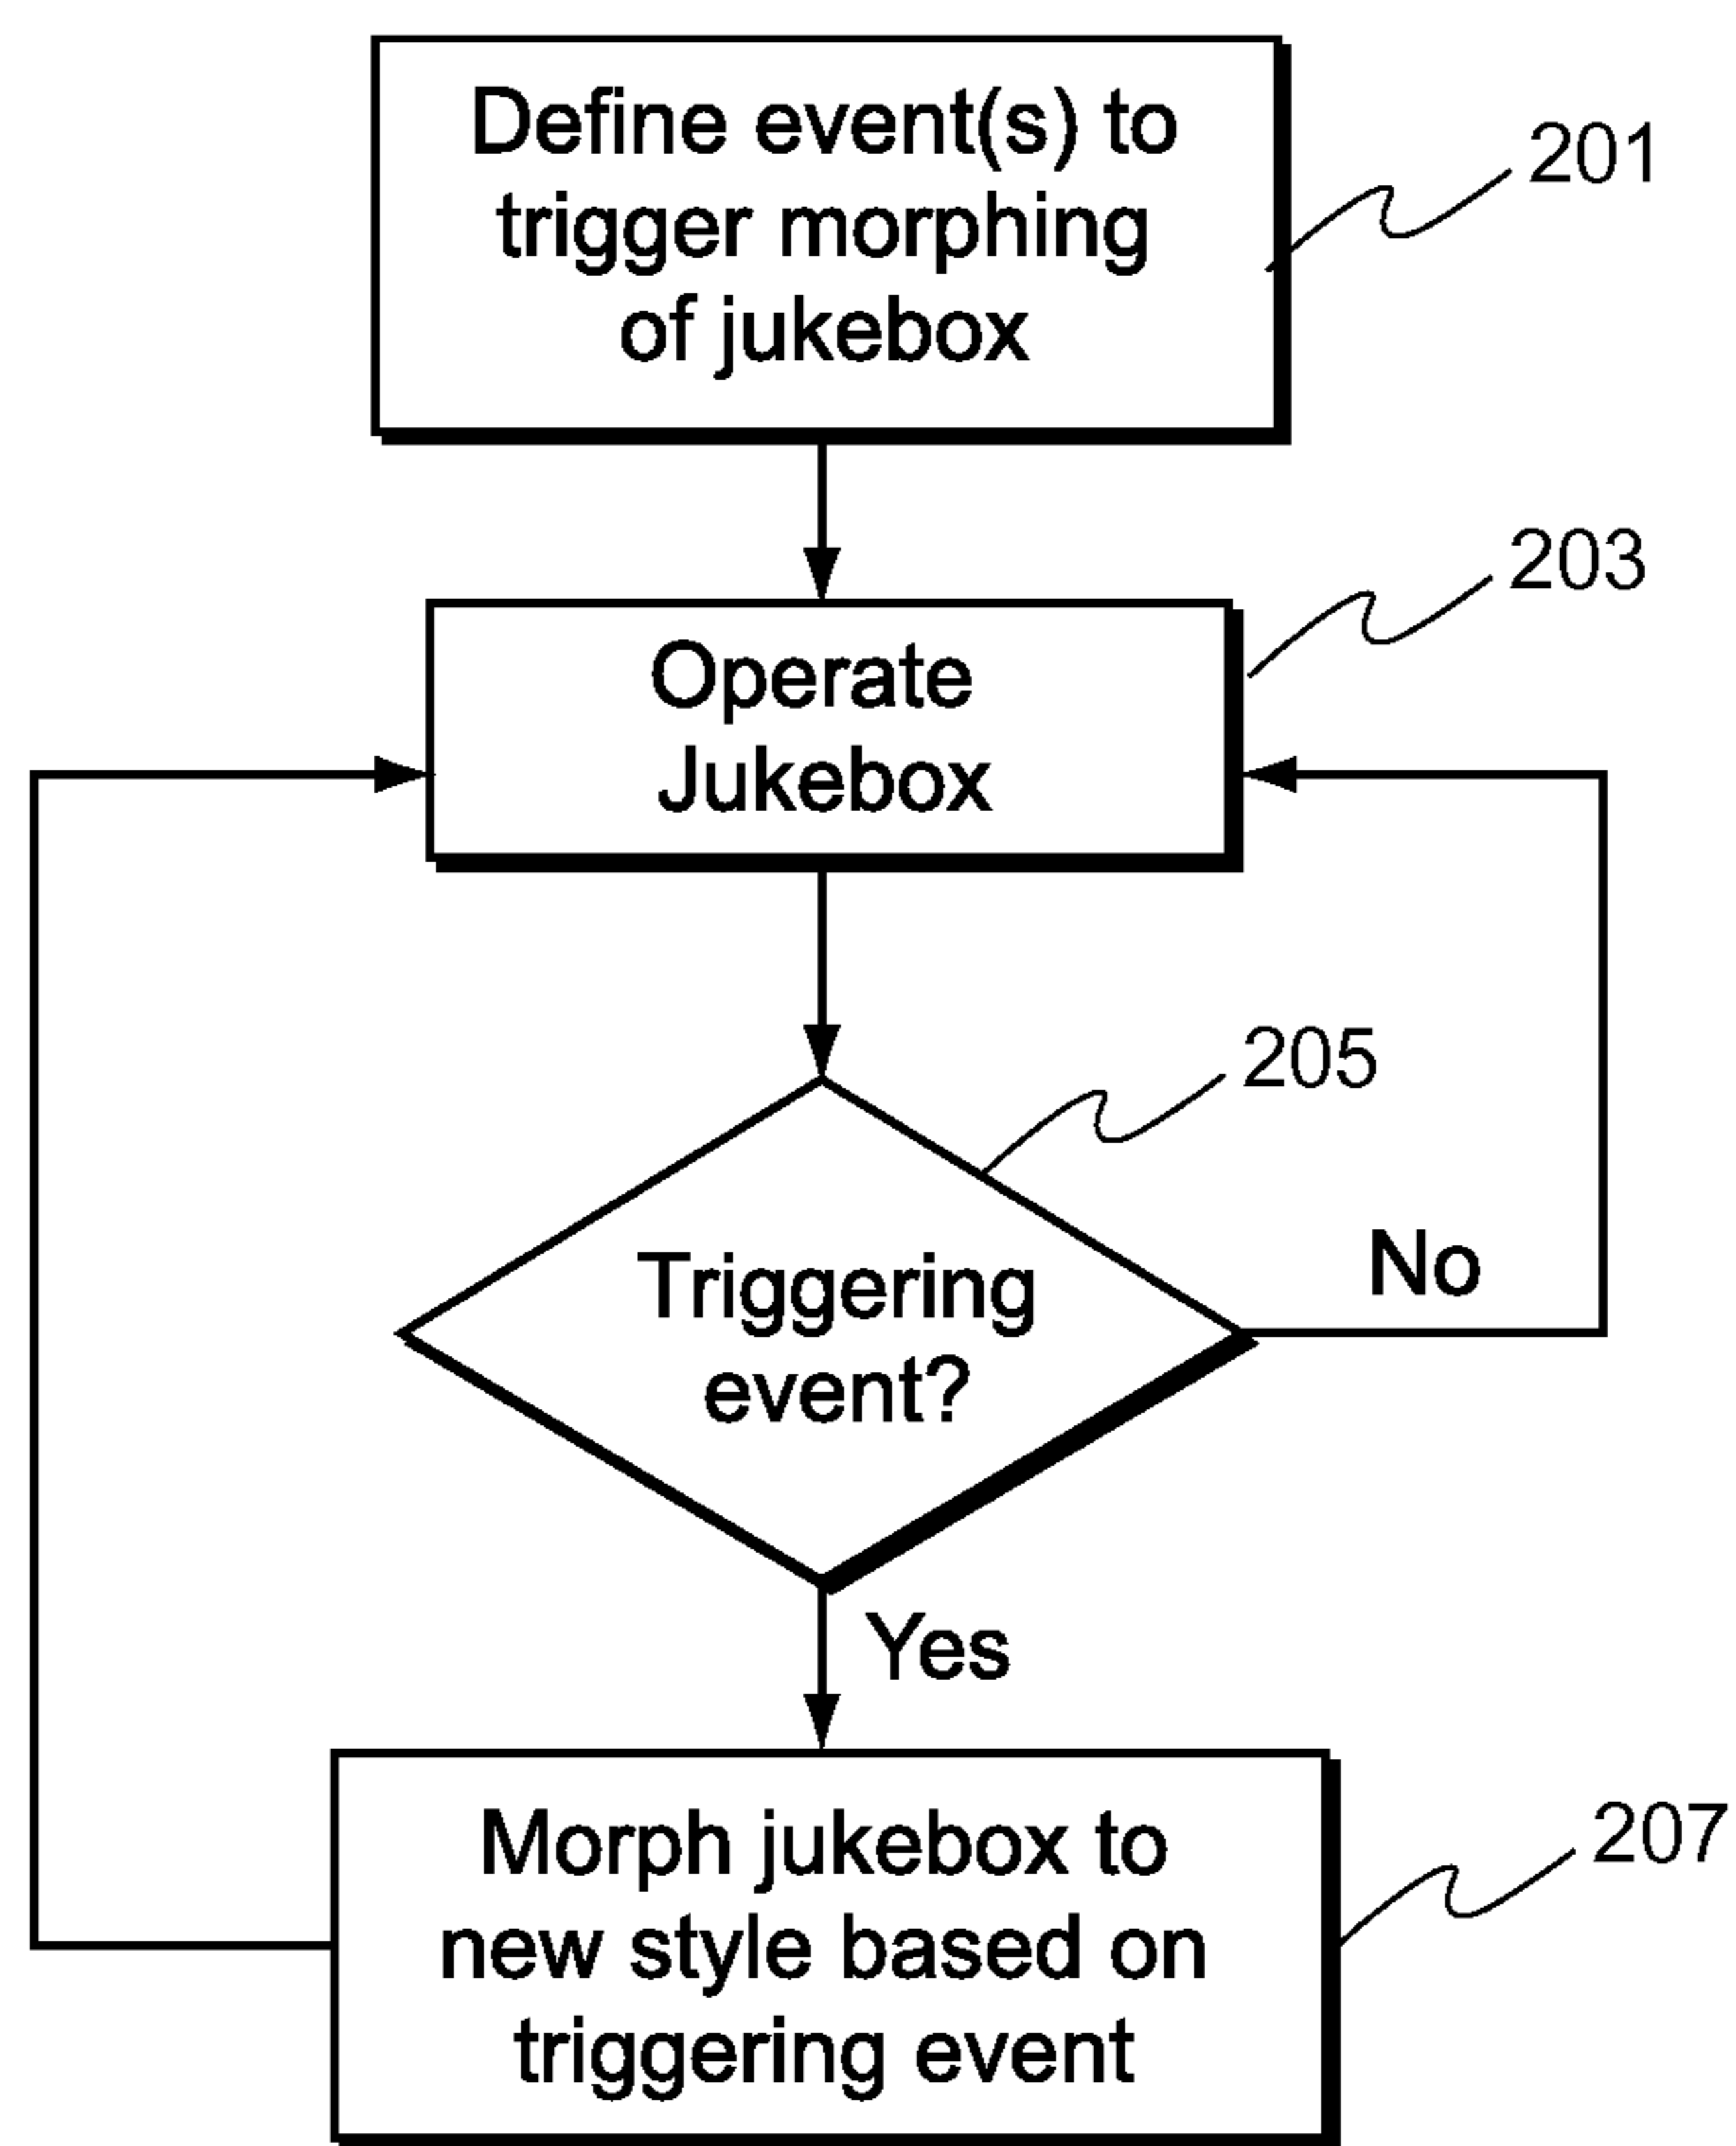 Define event(s) to
trigger morphing
of jukebox
201
Operate
Jukebox
203
Triggering
event?
205
No
Yes
Morph jukebox to
new style based on
triggering event
207